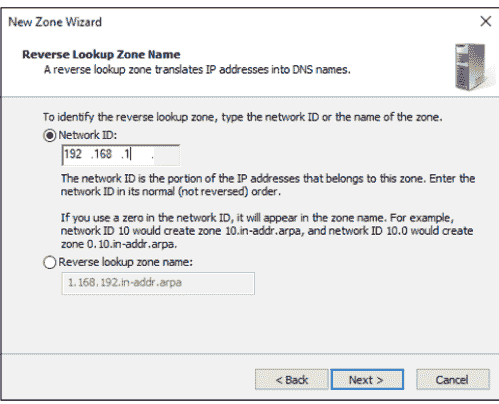 New Zone Wizard
Reverse Lookup Zone Name
A reverse lookup zone translates IP addresses into DNS names.
To identify the reverse lookup zone, type the network ID or the name of the zone.
Network ID:
192 .168 .1 .
The network ID is the portion of the IP addresses that belongs to this zone. Enter the
network ID in its normal (not reversed) order.
If you use a zero in the network ID, it will appear in the zone name. For example,
network ID 10 would create zone 10.in-addr.arpa, and network ID 10.0 would create
zone 0.10.in-addr.arpa.
Reverse lookup zone name:
1.168.192.in-addr.arpa
< Back Next > Cancel